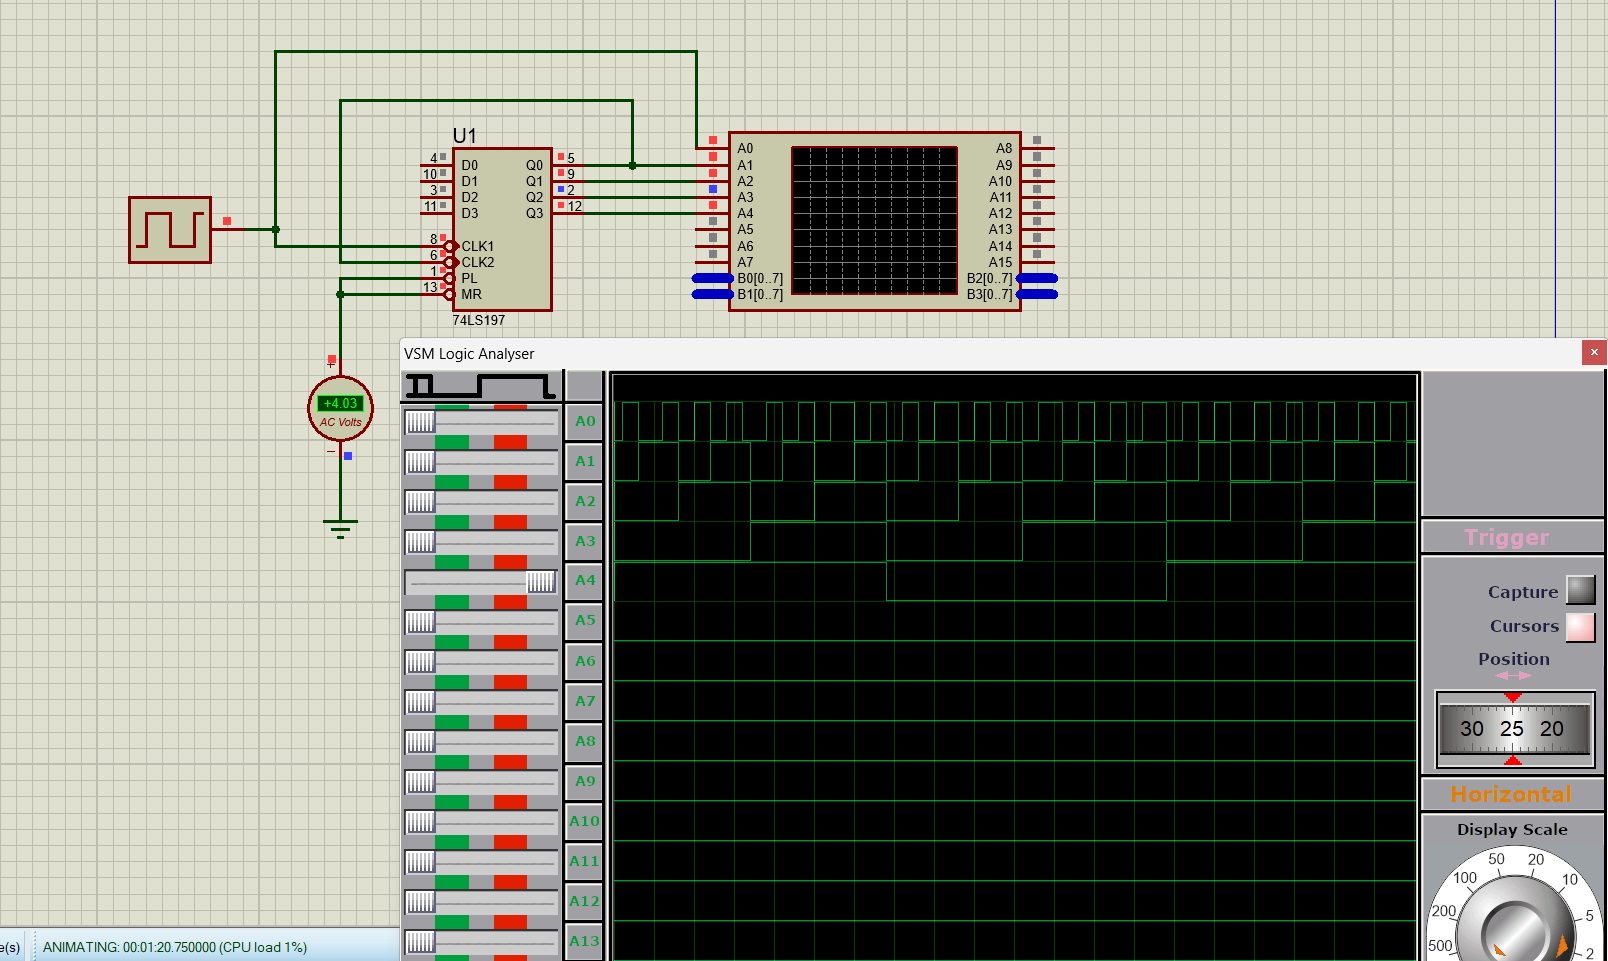 U1
4 D0 Q0 5
10 D1 Q1 9
3 D2 Q2 2
11 D3 Q3 12
8 CLK1
6 CLK2
1 PL
13 MR
74LS197
A0 A8
A1 A9
A2 A10
A3 A11
A4 A12
A5 A13
A6 A14
A7 A15
B0[0..7] B2[0..7]
B1[0..7] B3[0..7]
+
+4.03
AC Volts
−
VSM Logic Analyser
×
A0
A1
A2
A3
A4
A5
A6
A7
A8
A9
A10
A11
A12
A13
Trigger
Capture
Cursors
Position
30 25 20
Horizontal
Display Scale
500 200 100 50 20 10 5 2
e(s) ANIMATING: 00:01:20.750000 (CPU load 1%)